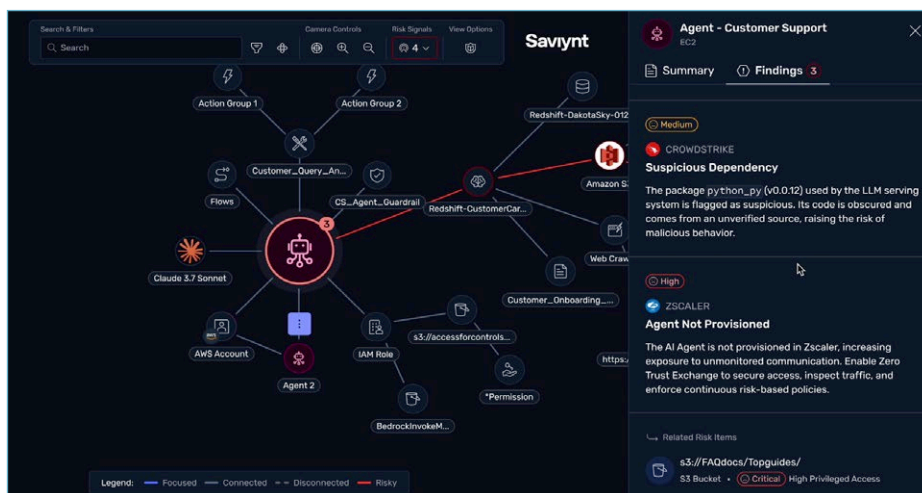 Search & Filters
Camera Controls
Risk Signals
View Options
Search
4
Saviynt
Agent - Customer Support
EC2
Summary
Findings 3
Action Group 1
Action Group 2
Redshift-DakotaSky-012
Customer_Query_An...
Flows
CS_Agent_Guardrail
Amazon S3
Redshift-CustomerCar...
3
Web Craw
Claude 3.7 Sonnet
Customer_Onboarding_...
aws
AWS Account
IAM Role
s3://accessforcontrols...
https:
Agent 2
*Permission
BedrockInvokeM...
Legend:
Focused
Connected
Disconnected
Risky
Medium
CROWDSTRIKE
Suspicious Dependency
The package python_py (v0.0.12) used by the LLM serving
system is flagged as suspicious. Its code is obscured and
comes from an unverified source, raising the risk of
malicious behavior.
High
ZSCALER
Agent Not Provisioned
The AI Agent is not provisioned in Zscaler, increasing
exposure to unmonitored communication. Enable Zero
Trust Exchange to secure access, inspect traffic, and
enforce continuous risk-based policies.
Related Risk Items
s3://FAQdocs/Topguides/
S3 Bucket • Critical High Privileged Access